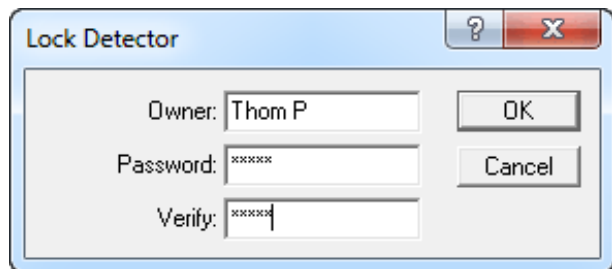 Lock Detector
Owner: Thom P
OK
Password: *****
Cancel
Verify: *****